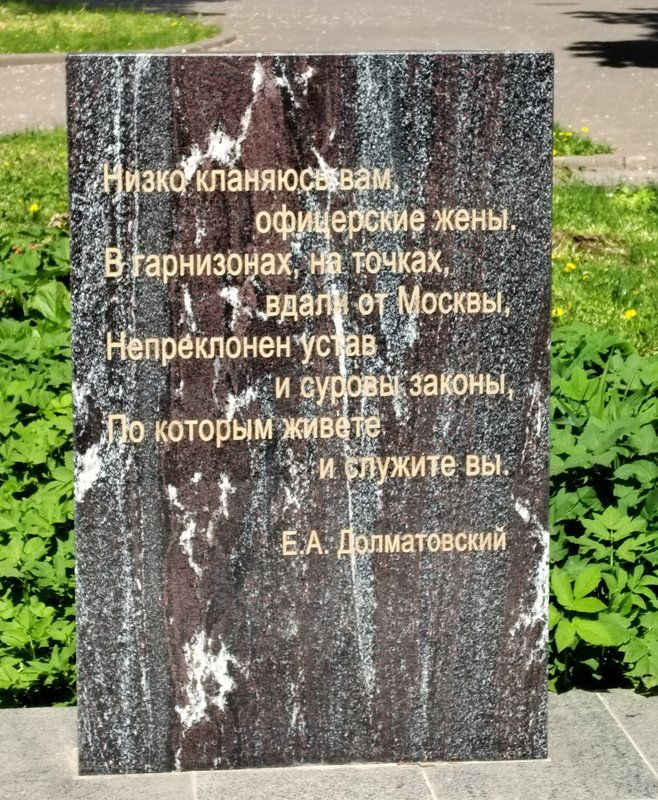 Низко кланяюсь вам,
офицерские жены.
В гарнизонах, на точках,
вдали от Москвы,
Непреклонен устав
и суровы законы,
По которым живете
и служите вы.
Е.А. Долматовский